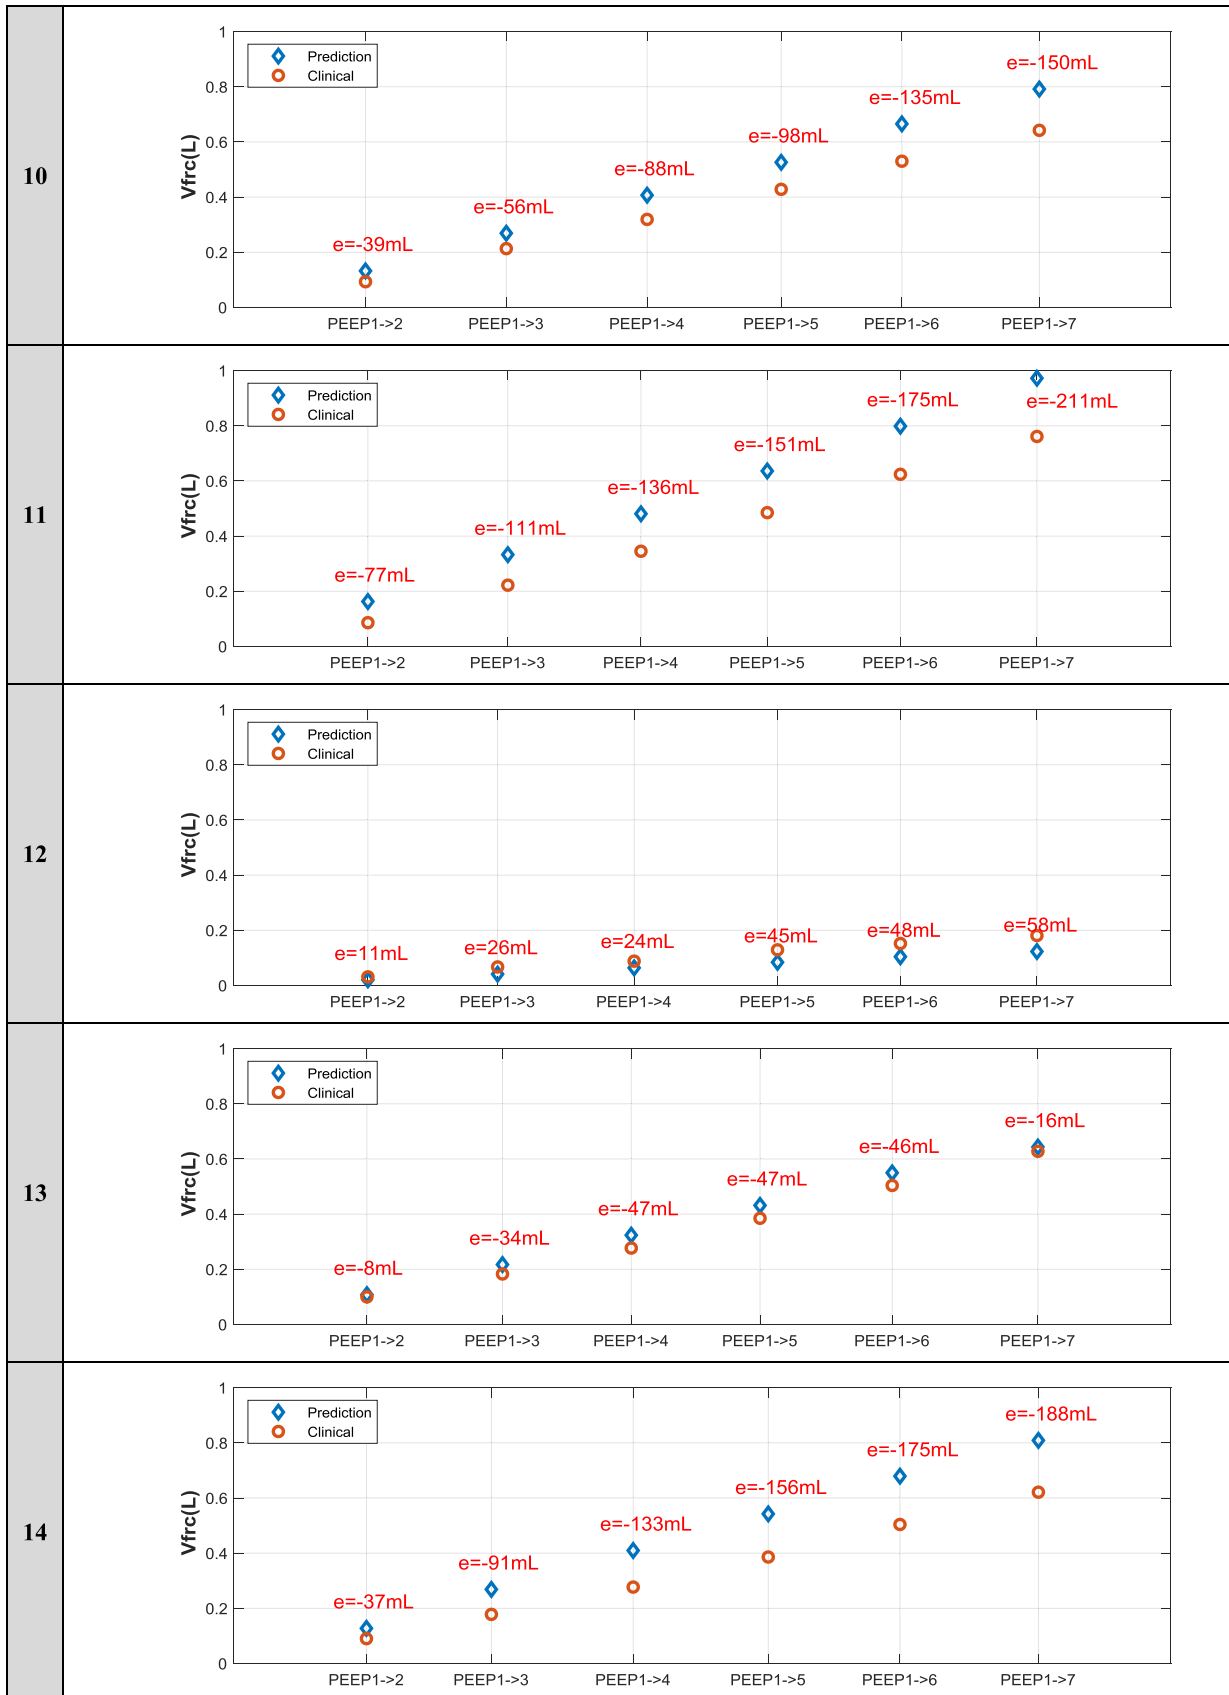 10
Vfrc(L)
1
0.8
0.6
0.4
0.2
0
Prediction
Clinical
e=-39mL
e=-56mL
e=-88mL
e=-98mL
e=-135mL
e=-150mL
PEEP1->2 PEEP1->3 PEEP1->4 PEEP1->5 PEEP1->6 PEEP1->7
11
Vfrc(L)
1
0.8
0.6
0.4
0.2
0
Prediction
Clinical
e=-77mL
e=-111mL
e=-136mL
e=-151mL
e=-175mL
e=-211mL
PEEP1->2 PEEP1->3 PEEP1->4 PEEP1->5 PEEP1->6 PEEP1->7
12
Vfrc(L)
1
0.8
0.6
0.4
0.2
0
Prediction
Clinical
e=11mL
e=26mL
e=24mL
e=45mL
e=48mL
e=58mL
PEEP1->2 PEEP1->3 PEEP1->4 PEEP1->5 PEEP1->6 PEEP1->7
13
Vfrc(L)
1
0.8
0.6
0.4
0.2
0
Prediction
Clinical
e=-8mL
e=-34mL
e=-47mL
e=-47mL
e=-46mL
e=-16mL
PEEP1->2 PEEP1->3 PEEP1->4 PEEP1->5 PEEP1->6 PEEP1->7
14
Vfrc(L)
1
0.8
0.6
0.4
0.2
0
Prediction
Clinical
e=-37mL
e=-91mL
e=-133mL
e=-156mL
e=-175mL
e=-188mL
PEEP1->2 PEEP1->3 PEEP1->4 PEEP1->5 PEEP1->6 PEEP1->7